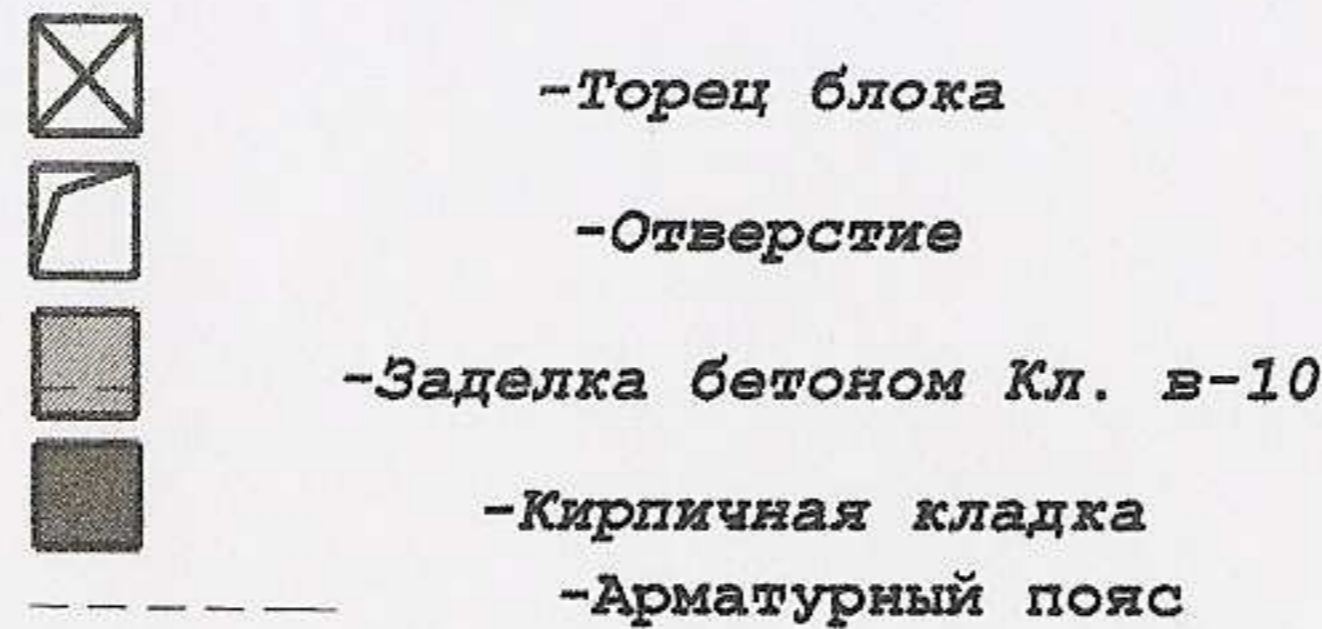 -Торец блока
-Отверстие
-Заделка бетоном Кл. в-10
-Кирпичная кладка
-Арматурный пояс